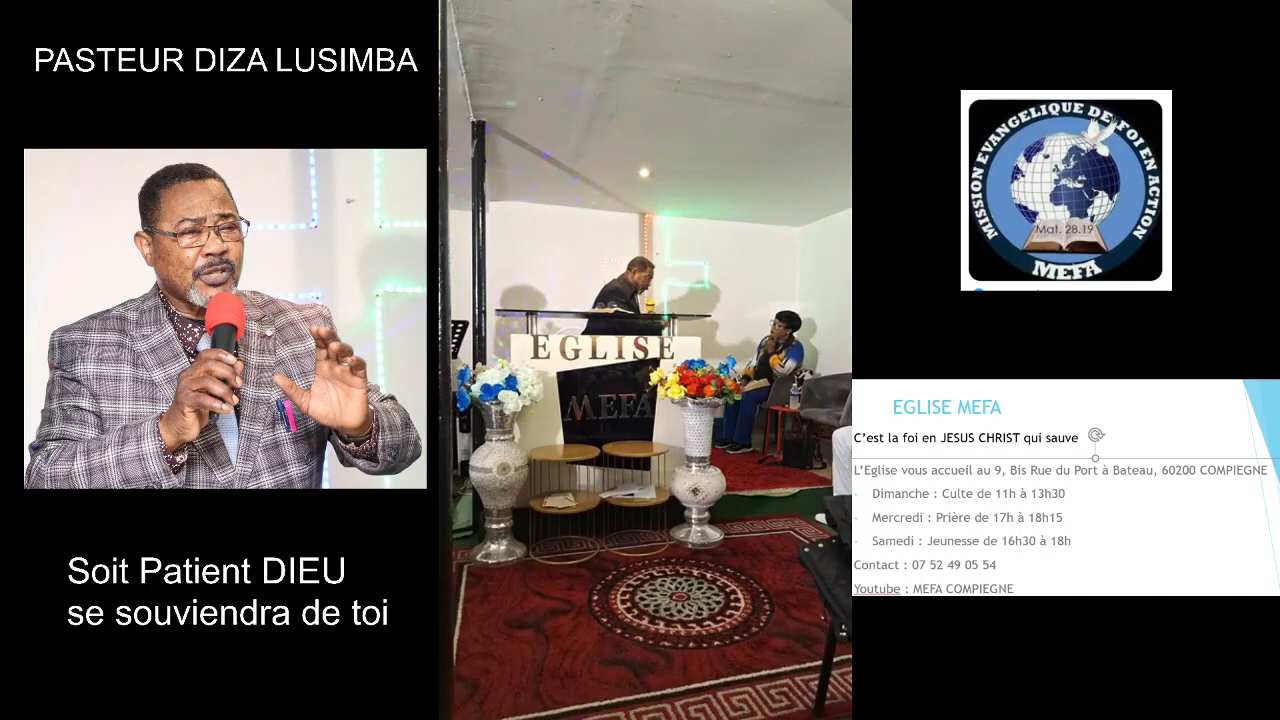 PASTEUR DIZA LUSIMBA
Soit Patient DIEU
se souviendra de toi
EGLISE
MEFA
MISSION EVANGELIQUE DE FOI EN ACTION
Mat. 28.19
MEFA
EGLISE MEFA
C'est la foi en JESUS CHRIST qui sauve
L'Eglise vous accueil au 9, Bis Rue du Port à Bateau, 60200 COMPIEGNE
- Dimanche : Culte de 11h à 13h30
- Mercredi : Prière de 17h à 18h15
- Samedi : Jeunesse de 16h30 à 18h
Contact : 07 52 49 05 54
Youtube : MEFA COMPIEGNE